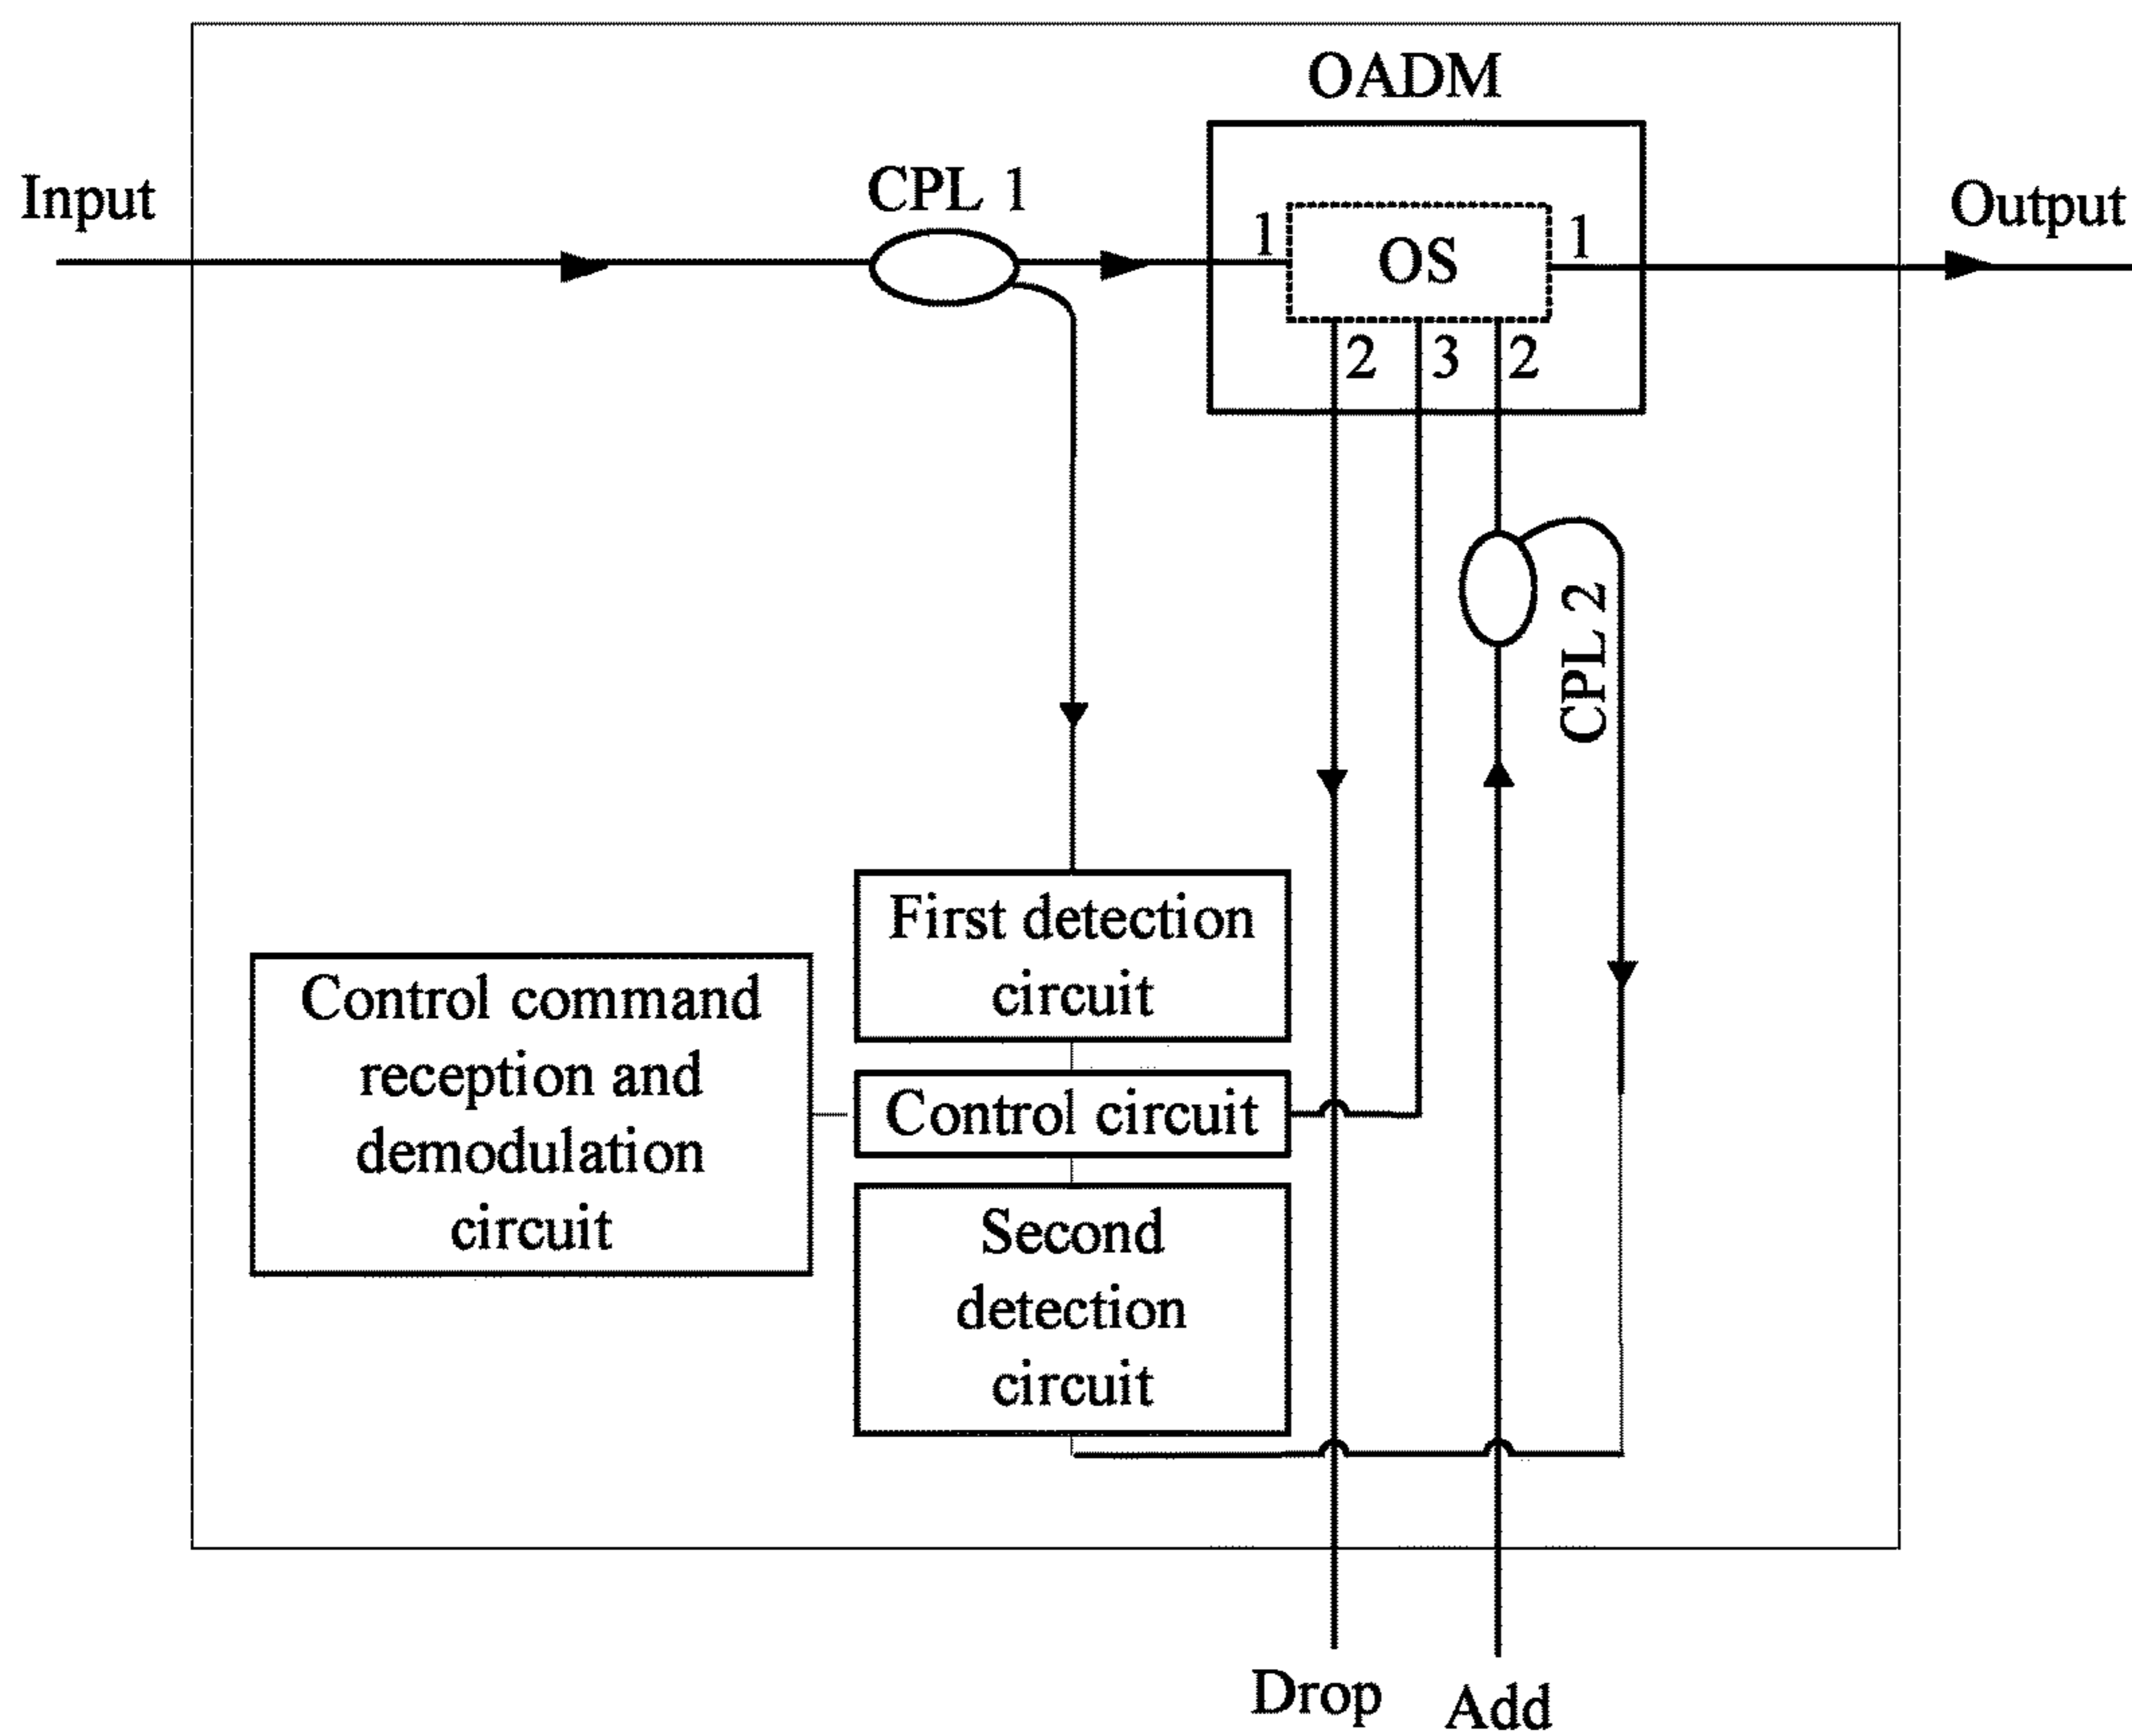 OADM
CPL 1
Input
Output
1
OS
1
2
3
2
CPL 2
First detection
circuit
Control command
reception and
demodulation
circuit
Control circuit
Second
detection
circuit
Drop
Add